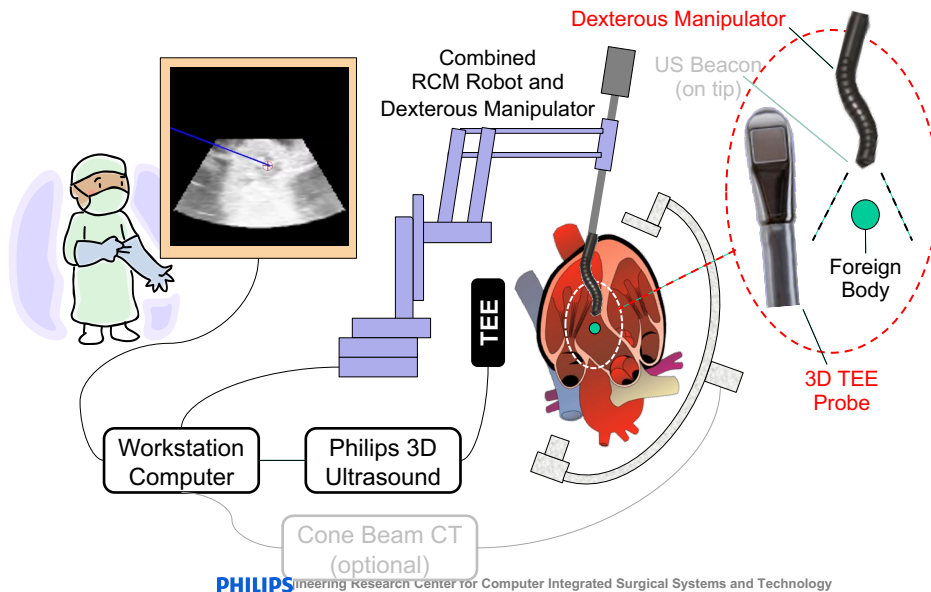 Dexterous Manipulator
US Beacon
(on tip)
Combined
RCM Robot and
Dexterous Manipulator
Foreign
Body
TEE
3D TEE
Probe
Workstation
Computer
Philips 3D
Ultrasound
Cone Beam CT
(optional)
PHILIPS ineering Research Center for Computer Integrated Surgical Systems and Technology